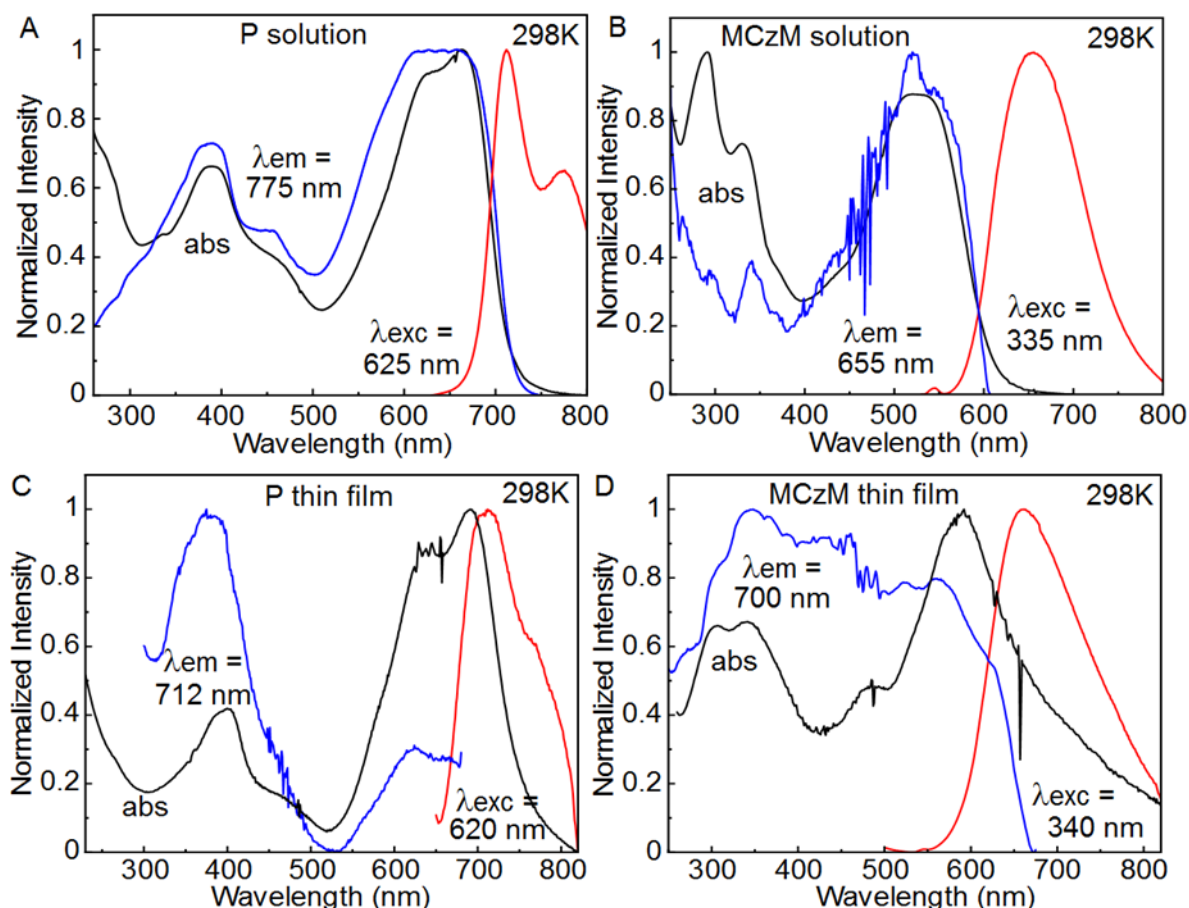 A
P solution
298K
1
0.8
0.6
0.4
0.2
0
Normalized Intensity
λem =
775 nm
abs
λexc =
625 nm
300 400 500 600 700 800
Wavelength (nm)
B
MCzM solution
298K
1
0.8
0.6
0.4
0.2
0
Normalized Intensity
abs
λem =
655 nm
λexc =
335 nm
300 400 500 600 700 800
Wavelength (nm)
C
P thin film
298K
1
0.8
0.6
0.4
0.2
0
Normalized Intensity
λem =
712 nm
abs
λexc =
620 nm
300 400 500 600 700 800
Wavelength (nm)
D
MCzM thin film
298K
1
0.8
0.6
0.4
0.2
0
Normalized Intensity
λem =
700 nm
abs
λexc =
340 nm
300 400 500 600 700 800
Wavelength (nm)